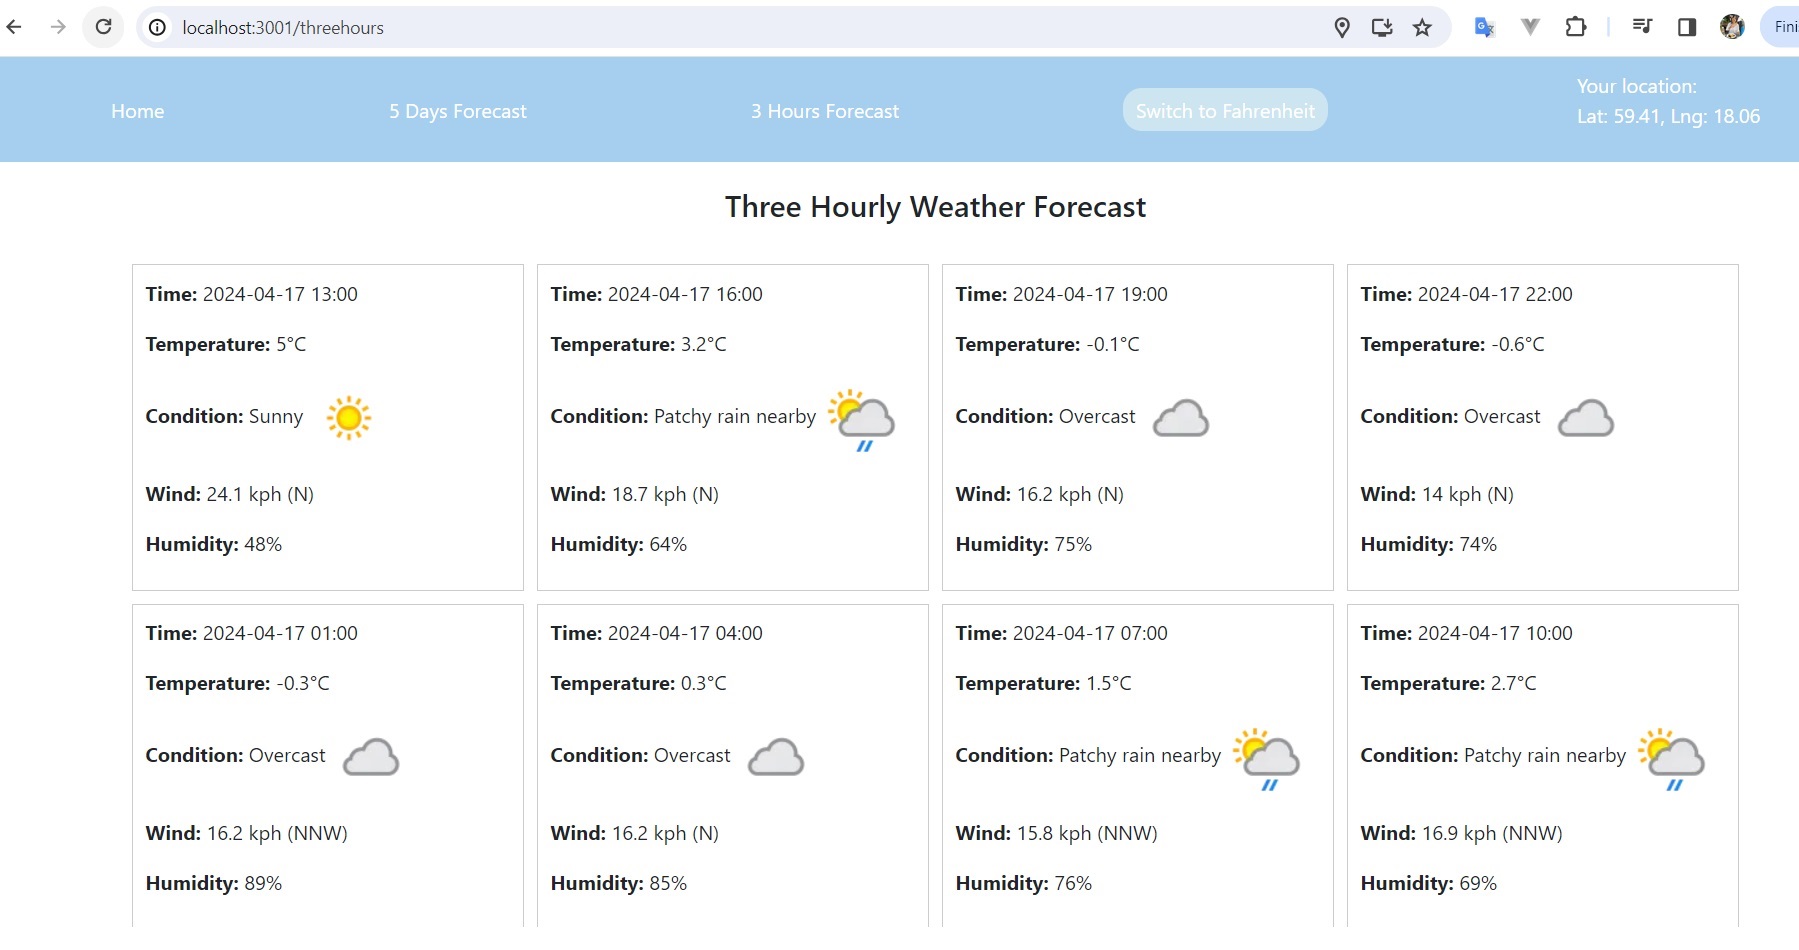 localhost:3001/threehours
Fini
Home
5 Days Forecast
3 Hours Forecast
Switch to Fahrenheit
Your location:
Lat: 59.41, Lng: 18.06
Three Hourly Weather Forecast
Time: 2024-04-17 13:00
Temperature: 5°C
Condition: Sunny
Wind: 24.1 kph (N)
Humidity: 48%
Time: 2024-04-17 16:00
Temperature: 3.2°C
Condition: Patchy rain nearby
Wind: 18.7 kph (N)
Humidity: 64%
Time: 2024-04-17 19:00
Temperature: -0.1°C
Condition: Overcast
Wind: 16.2 kph (N)
Humidity: 75%
Time: 2024-04-17 22:00
Temperature: -0.6°C
Condition: Overcast
Wind: 14 kph (N)
Humidity: 74%
Time: 2024-04-17 01:00
Temperature: -0.3°C
Condition: Overcast
Wind: 16.2 kph (NNW)
Humidity: 89%
Time: 2024-04-17 04:00
Temperature: 0.3°C
Condition: Overcast
Wind: 16.2 kph (N)
Humidity: 85%
Time: 2024-04-17 07:00
Temperature: 1.5°C
Condition: Patchy rain nearby
Wind: 15.8 kph (NNW)
Humidity: 76%
Time: 2024-04-17 10:00
Temperature: 2.7°C
Condition: Patchy rain nearby
Wind: 16.9 kph (NNW)
Humidity: 69%